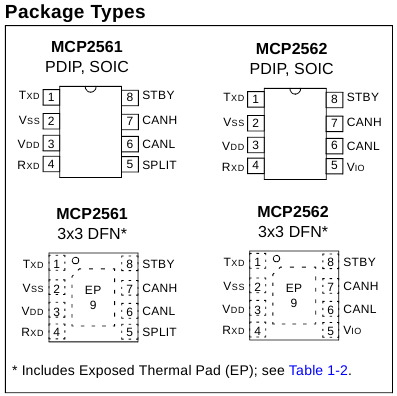 Package Types
MCP2561
PDIP, SOIC
TXD 1 8 STBY
VSS 2 7 CANH
VDD 3 6 CANL
RXD 4 5 SPLIT
MCP2562
PDIP, SOIC
TXD 1 8 STBY
VSS 2 7 CANH
VDD 3 6 CANL
RXD 4 5 VIO
MCP2561
3x3 DFN*
TXD 1 8 STBY
VSS 2 EP 7 CANH
VDD 3 9 6 CANL
RXD 4 5 SPLIT
MCP2562
3x3 DFN*
TXD 1 8 STBY
VSS 2 EP 7 CANH
VDD 3 9 6 CANL
RXD 4 5 VIO
* Includes Exposed Thermal Pad (EP); see Table 1-2.